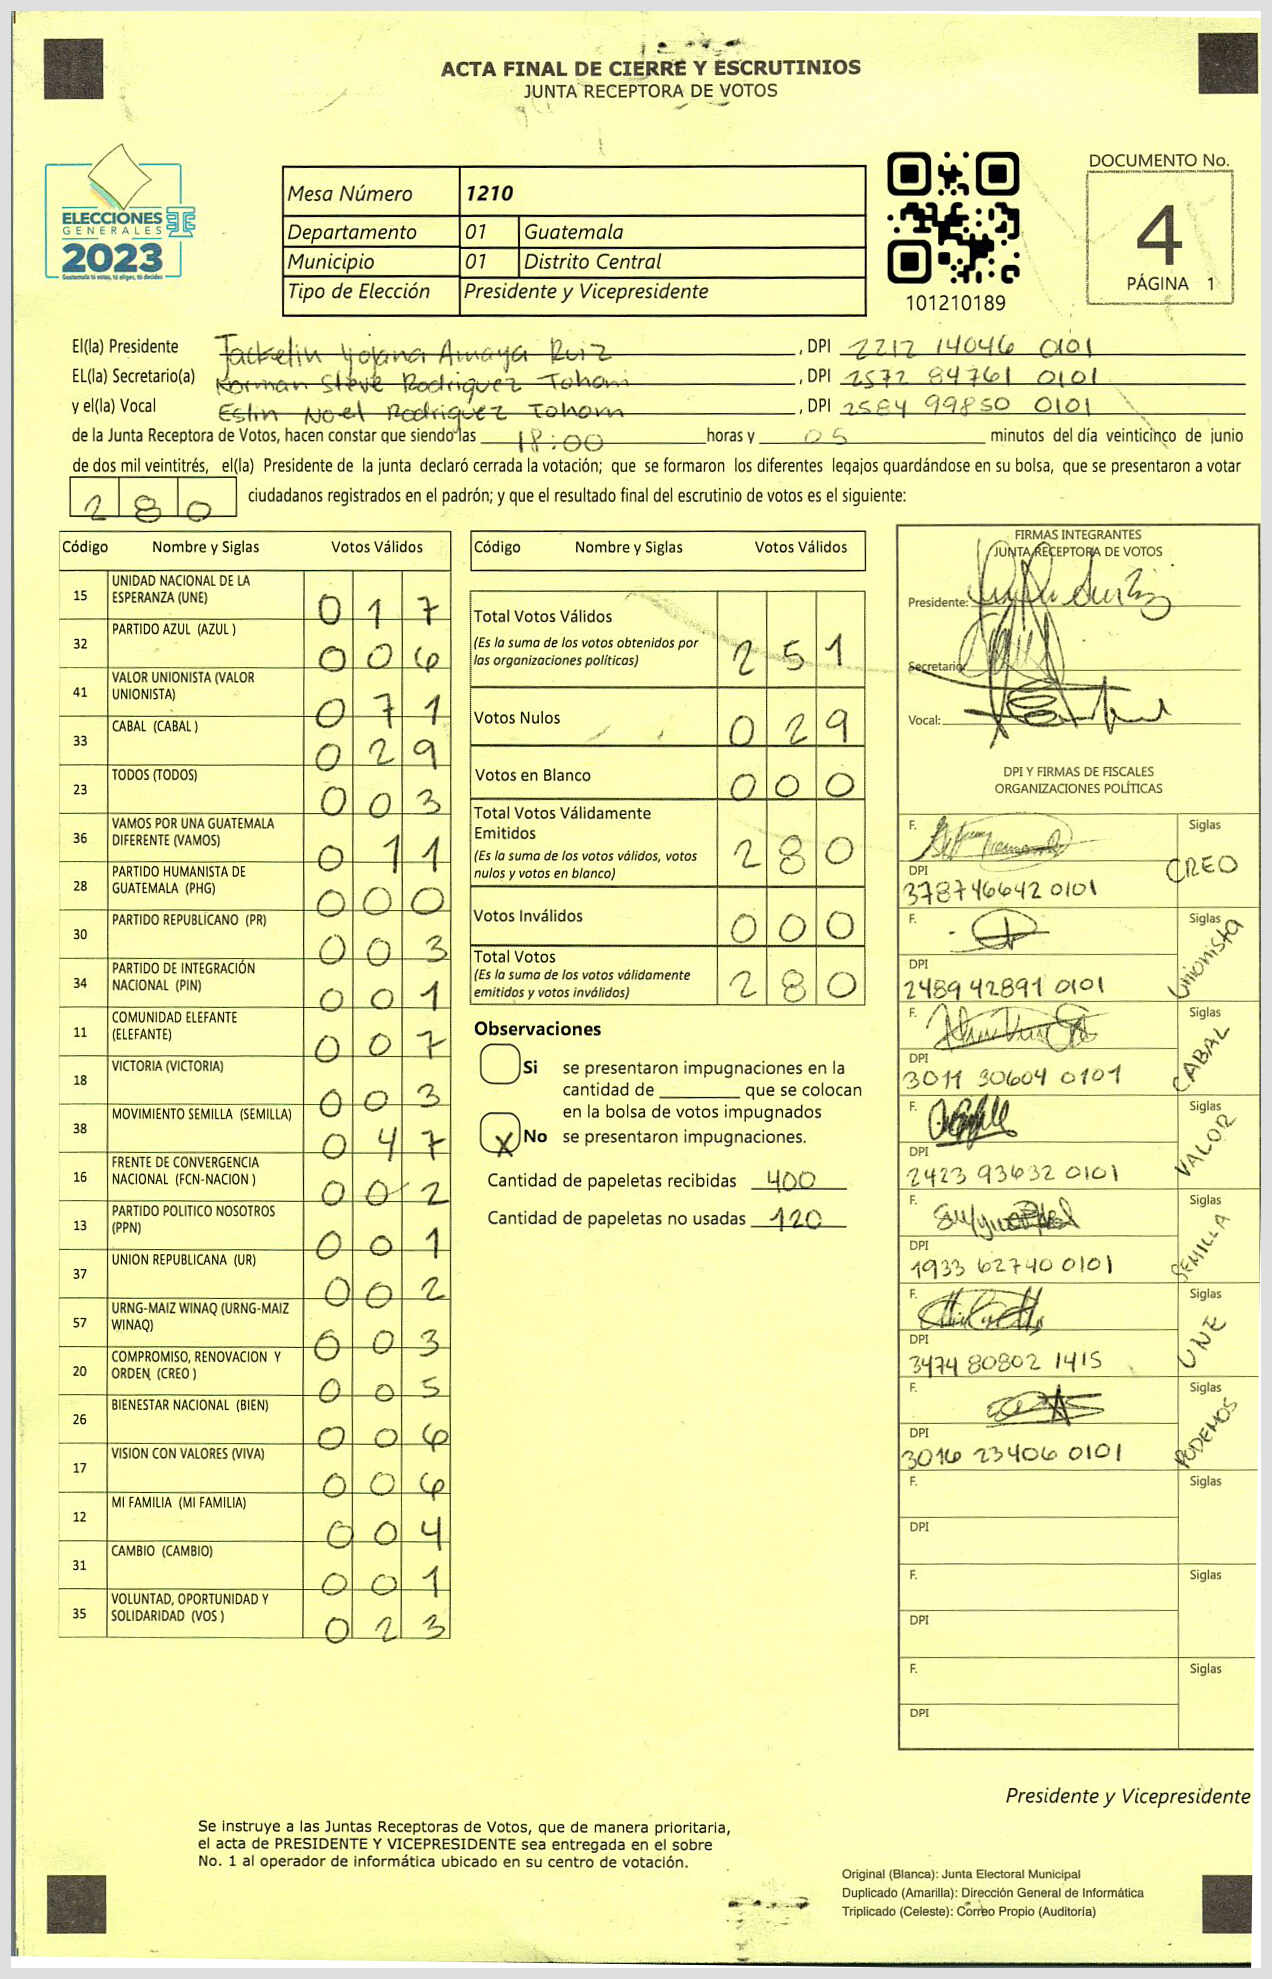 ACTA FINAL DE CIERRE Y ESCRUTINIOS
JUNTA RECEPTORA DE VOTOS
ELECCIONES
GENERALES
2023
Guatemala tú votas, tú eliges, tú decides
Mesa Número 1210
Departamento 01 Guatemala
Municipio 01 Distrito Central
Tipo de Elección Presidente y Vicepresidente
101210189
DOCUMENTO No.
4
PÁGINA 1
El(la) Presidente Jackelin Yojana Amaya Ruiz, DPI 2212 14046 0101
EL(la) Secretario(a) Norman Steve Rodriguez Tohom, DPI 2572 84761 0101
y el(la) Vocal Estin Noel Rodriguez Tohom, DPI 2584 99850 0101
de la Junta Receptora de Votos, hacen constar que siendo las 18:00 horas y 05 minutos del día veinticinco de junio
de dos mil veintitrés, el(la) Presidente de la junta declaró cerrada la votación; que se formaron los diferentes legajos guardándose en su bolsa, que se presentaron a votar
280 ciudadanos registrados en el padrón; y que el resultado final del escrutinio de votos es el siguiente:
Código Nombre y Siglas Votos Válidos
15 UNIDAD NACIONAL DE LA ESPERANZA (UNE) 017
32 PARTIDO AZUL (AZUL ) 006
41 VALOR UNIONISTA (VALOR UNIONISTA) 071
33 CABAL (CABAL ) 029
23 TODOS (TODOS) 003
36 VAMOS POR UNA GUATEMALA DIFERENTE (VAMOS) 011
28 PARTIDO HUMANISTA DE GUATEMALA (PHG) 000
30 PARTIDO REPUBLICANO (PR) 003
34 PARTIDO DE INTEGRACIÓN NACIONAL (PIN) 001
11 COMUNIDAD ELEFANTE (ELEFANTE) 007
18 VICTORIA (VICTORIA) 003
38 MOVIMIENTO SEMILLA (SEMILLA) 047
16 FRENTE DE CONVERGENCIA NACIONAL (FCN-NACION ) 002
13 PARTIDO POLITICO NOSOTROS (PPN) 001
37 UNION REPUBLICANA (UR) 002
57 URNG-MAIZ WINAQ (URNG-MAIZ WINAQ) 003
20 COMPROMISO, RENOVACION Y ORDEN (CREO ) 005
26 BIENESTAR NACIONAL (BIEN) 006
17 VISION CON VALORES (VIVA) 006
12 MI FAMILIA (MI FAMILIA) 004
31 CAMBIO (CAMBIO) 001
35 VOLUNTAD, OPORTUNIDAD Y SOLIDARIDAD (VOS ) 023
Código Nombre y Siglas Votos Válidos
Total Votos Válidos 251
(Es la suma de los votos obtenidos por
las organizaciones políticas)
Votos Nulos 029
Votos en Blanco 000
Total Votos Válidamente
Emitidos 280
(Es la suma de los votos válidos, votos
nulos y votos en blanco)
Votos Inválidos 000
Total Votos 280
(Es la suma de los votos válidamente
emitidos y votos inválidos)
Observaciones
Si se presentaron impugnaciones en la
cantidad de ________ que se colocan
en la bolsa de votos impugnados
X No se presentaron impugnaciones.
Cantidad de papeletas recibidas 400
Cantidad de papeletas no usadas 120
FIRMAS INTEGRANTES
JUNTA RECEPTORA DE VOTOS
Presidente:
Secretario:
Vocal:
DPI Y FIRMAS DE FISCALES
ORGANIZACIONES POLÍTICAS
F. Siglas CREO
DPI
378746642 0101
F. Siglas Unionista
DPI
2489 42891 0101
F. Siglas CABAL
DPI
3011 30604 0101
F. Siglas VALOR
DPI
2423 93632 0101
F. Siglas SEMILLA
DPI
1933 62740 0101
F. Siglas UNE
DPI
3474 80802 1415
F. Siglas PODEMOS
DPI
3016 23406 0101
F. Siglas
DPI
F. Siglas
DPI
F. Siglas
DPI
Presidente y Vicepresidente
Se instruye a las Juntas Receptoras de Votos, que de manera prioritaria,
el acta de PRESIDENTE Y VICEPRESIDENTE sea entregada en el sobre
No. 1 al operador de informática ubicado en su centro de votación.
Original (Blanca): Junta Electoral Municipal
Duplicado (Amarilla): Dirección General de Informática
Triplicado (Celeste): Correo Propio (Auditoría)